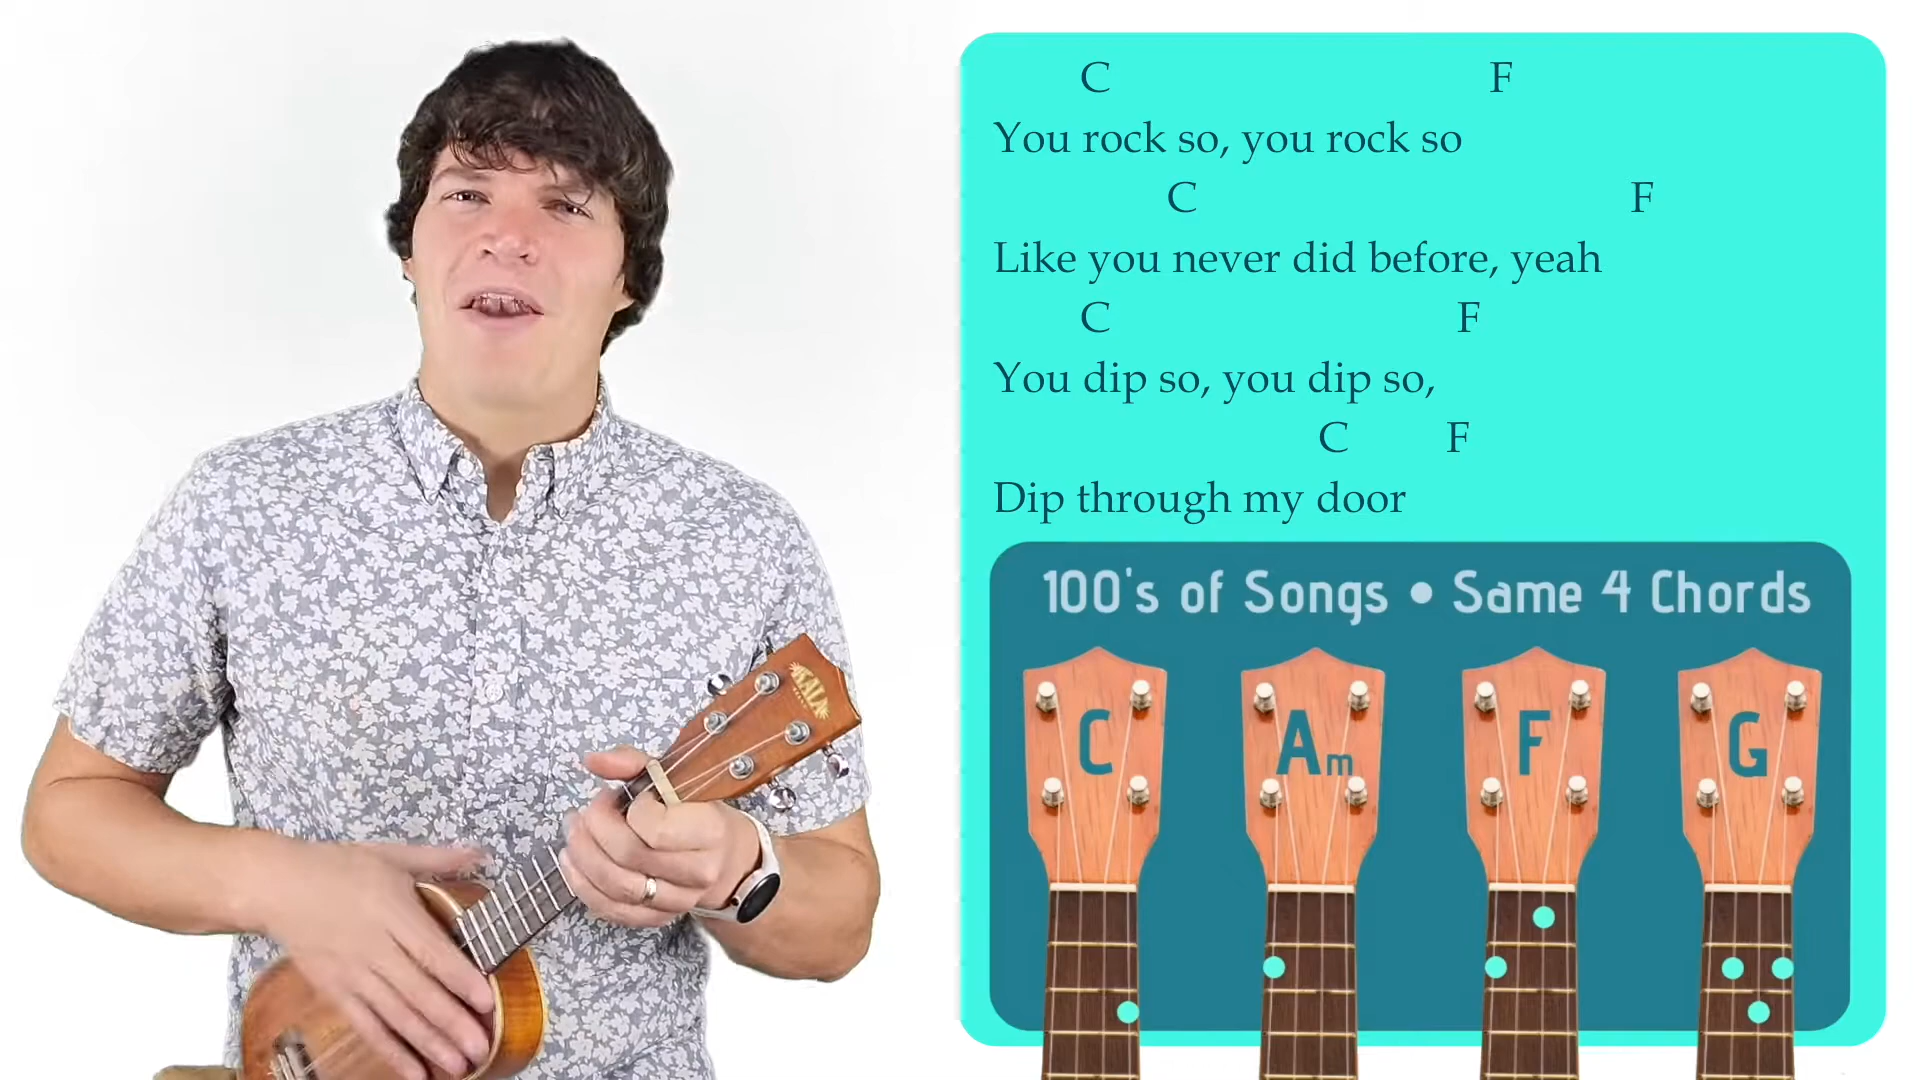 C F
You rock so, you rock so
C F
Like you never did before, yeah
C F
You dip so, you dip so,
C F
Dip through my door
100's of Songs • Same 4 Chords
C Am F G
KALA